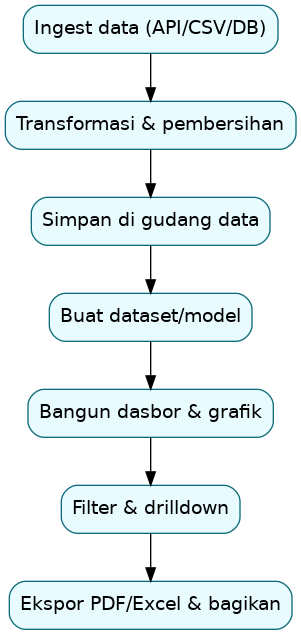 Ingest data (API/CSV/DB)
Transformasi & pembersihan
Simpan di gudang data
Buat dataset/model
Bangun dasbor & grafik
Filter & drilldown
Ekspor PDF/Excel & bagikan